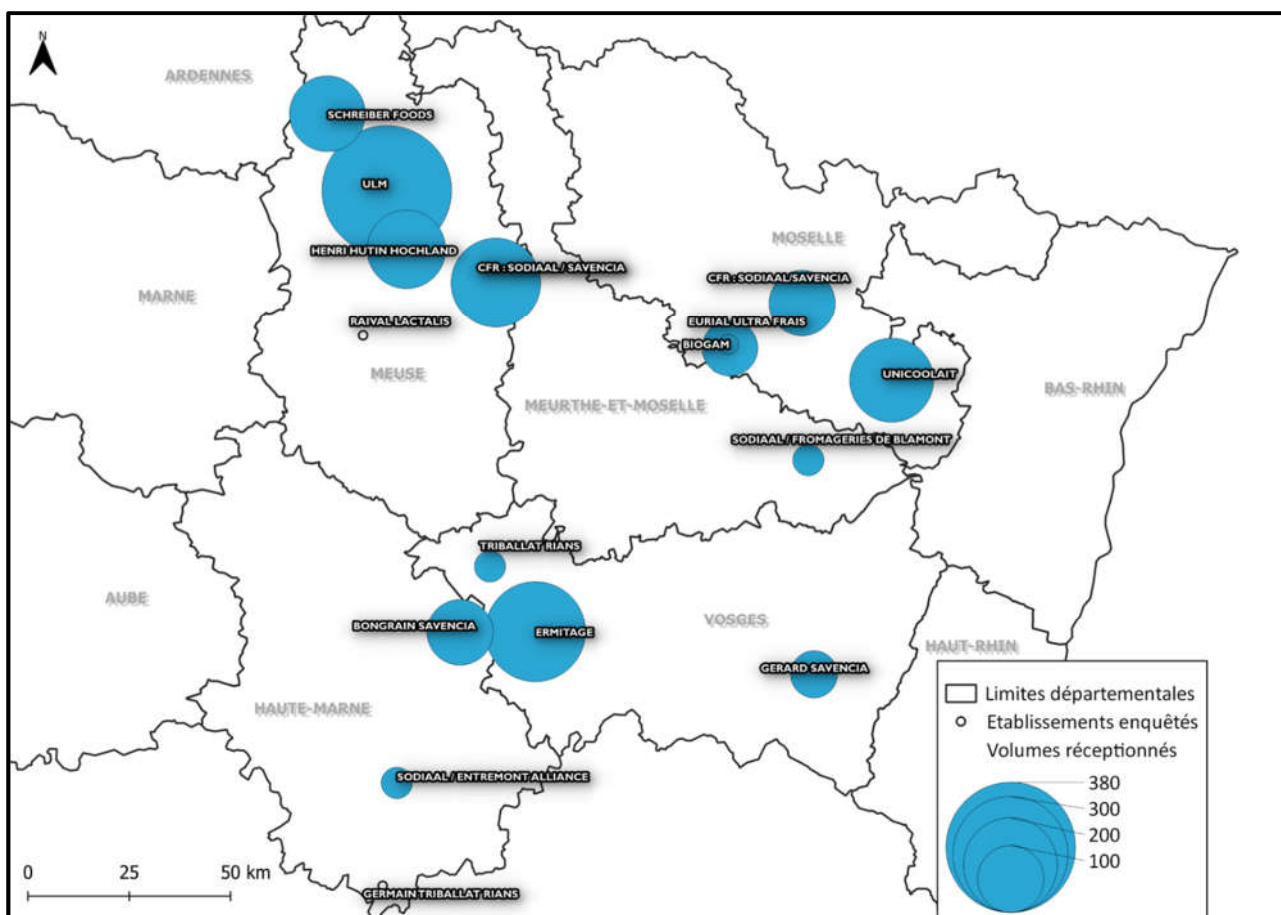 N
ARDENNES
SCHREIBER FOODS
ULM
HENRI HUTIN HOCHLAND
CFR : SODIAAL / SAVENCIA
MOSELLE
CFR : SODIAAL/SAVENCIA
MARNE
RAIVAL LACTALIS
EURIAL ULTRA FRAIS
BIOGAM
MEUSE
UNICOOLAIT
BAS-RHIN
MEURTHE-ET-MOSELLE
SODIAAL / FROMAGERIES DE BLAMONT
TRIBALLAT RIANS
AUBE
BONGRAIN SAVENCIA
ERMITAGE
VOSGES
HAUT-RHIN
GERARD SAVENCIA
HAUTE-MARNE
SODIAAL / ENTREMONT ALLIANCE
GERMAIN TRIBALLAT RIANS
0 25 50 km
Limites départementales
Etablissements enquêtés
Volumes réceptionnés
380
300
200
100